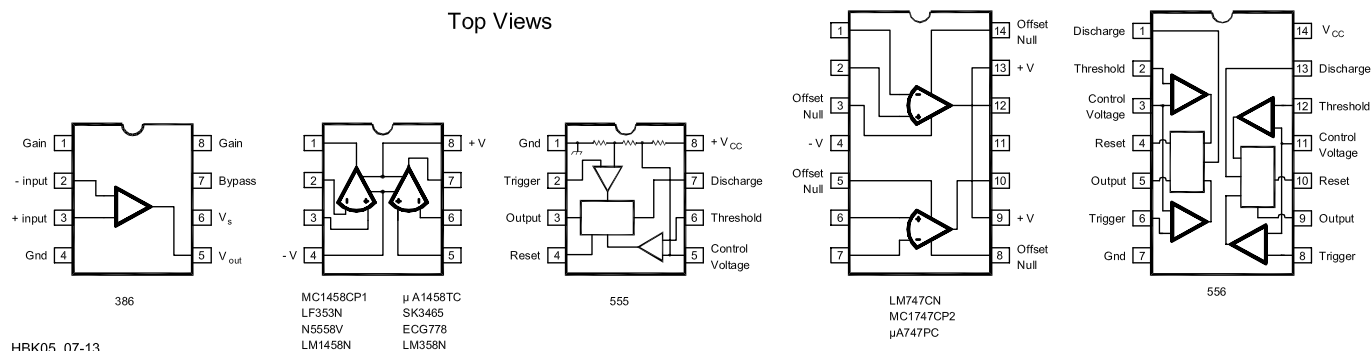 Top Views
Gain 1
- input 2
+ input 3
Gnd 4
8 Gain
7 Bypass
6 Vs
5 Vout
386
1
2
3
- V 4
8 + V
7
6
5
- +
+ -
MC1458CP1 µ A1458TC
LF353N SK3465
N5558V ECG778
LM1458N LM358N
Gnd 1
Trigger 2
Output 3
Reset 4
8 + VCC
7 Discharge
6 Threshold
5 Control
Voltage
555
1
2
Offset
Null 3
- V 4
Offset
Null 5
6
7
14 Offset
Null
13 + V
12
11
10
9 + V
8 Offset
Null
-
+
+
-
LM747CN
MC1747CP2
µA747PC
Discharge 1
Threshold 2
Control
Voltage 3
Reset 4
Output 5
Trigger 6
Gnd 7
14 VCC
13 Discharge
12 Threshold
11 Control
Voltage
10 Reset
9 Output
8 Trigger
556
HBK05_07-13